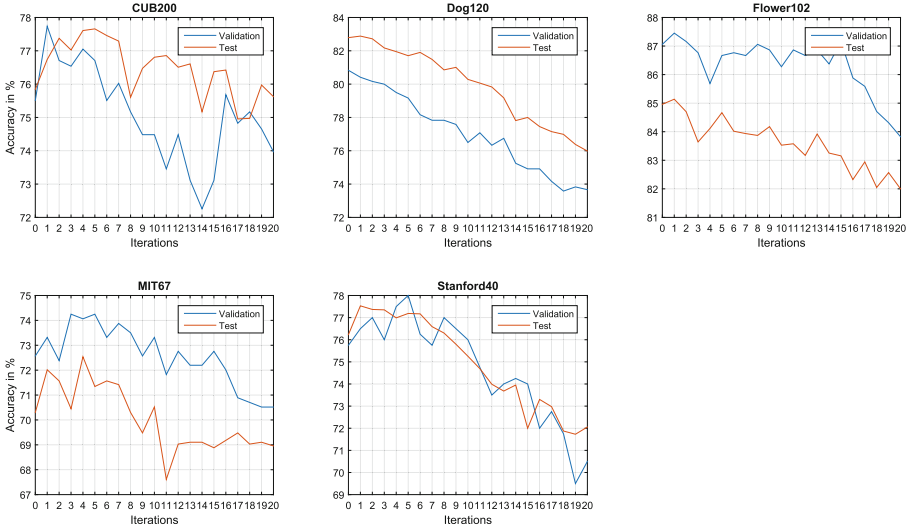 CUB200
78
77
76
75
74
73
72
Accuracy in %
Validation
Test
0 1 2 3 4 5 6 7 8 9 10 11 12 13 14 15 16 17 18 19 20
Iterations
Dog120
84
82
80
78
76
74
72
Validation
Test
0 1 2 3 4 5 6 7 8 9 10 11 12 13 14 15 16 17 18 19 20
Iterations
Flower102
88
87
86
85
84
83
82
81
Validation
Test
0 1 2 3 4 5 6 7 8 9 10 11 12 13 14 15 16 17 18 19 20
Iterations
MIT67
75
74
73
72
71
70
69
68
67
Accuracy in %
Validation
Test
0 1 2 3 4 5 6 7 8 9 10 11 12 13 14 15 16 17 18 19 20
Iterations
Stanford40
78
77
76
75
74
73
72
71
70
69
Validation
Test
0 1 2 3 4 5 6 7 8 9 10 11 12 13 14 15 16 17 18 19 20
Iterations